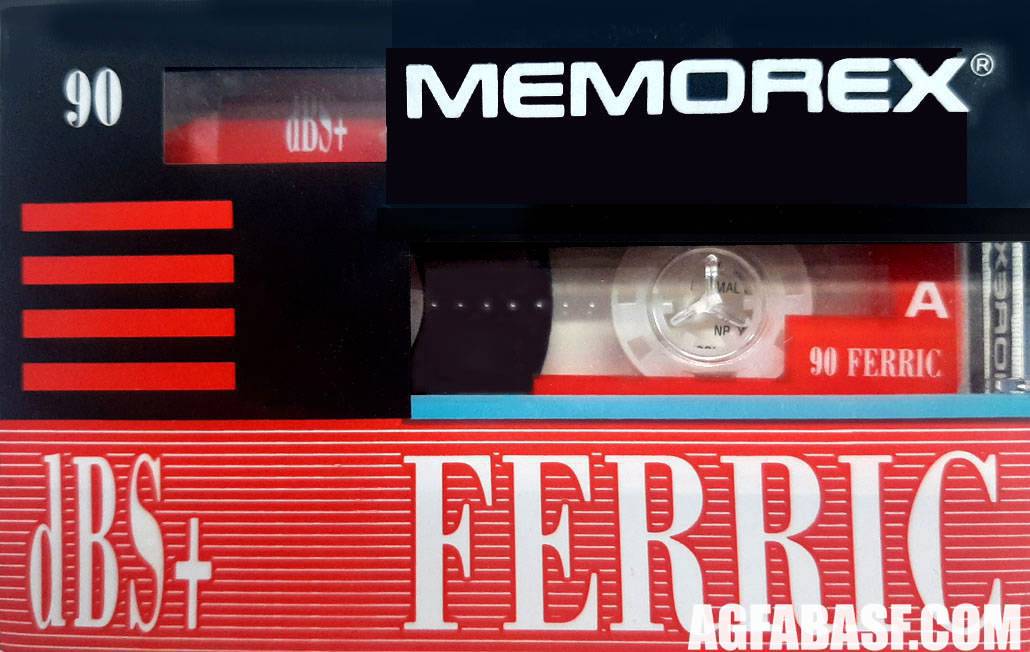 90
MEMOREX®
dBS+
A
90 FERRIC
dBS+
FERRIC
AGFABASF.COM